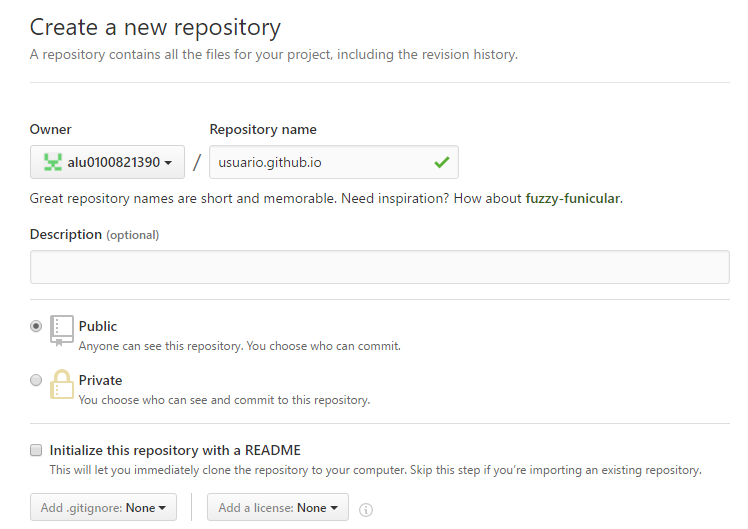 Create a new repository
A repository contains all the files for your project, including the revision history.
Owner
Repository name
alu0100821390 / usuario.github.io
Great repository names are short and memorable. Need inspiration? How about fuzzy-funicular.
Description (optional)
Public
Anyone can see this repository. You choose who can commit.
Private
You choose who can see and commit to this repository.
Initialize this repository with a README
This will let you immediately clone the repository to your computer. Skip this step if you're importing an existing repository.
Add .gitignore: None
Add a license: None